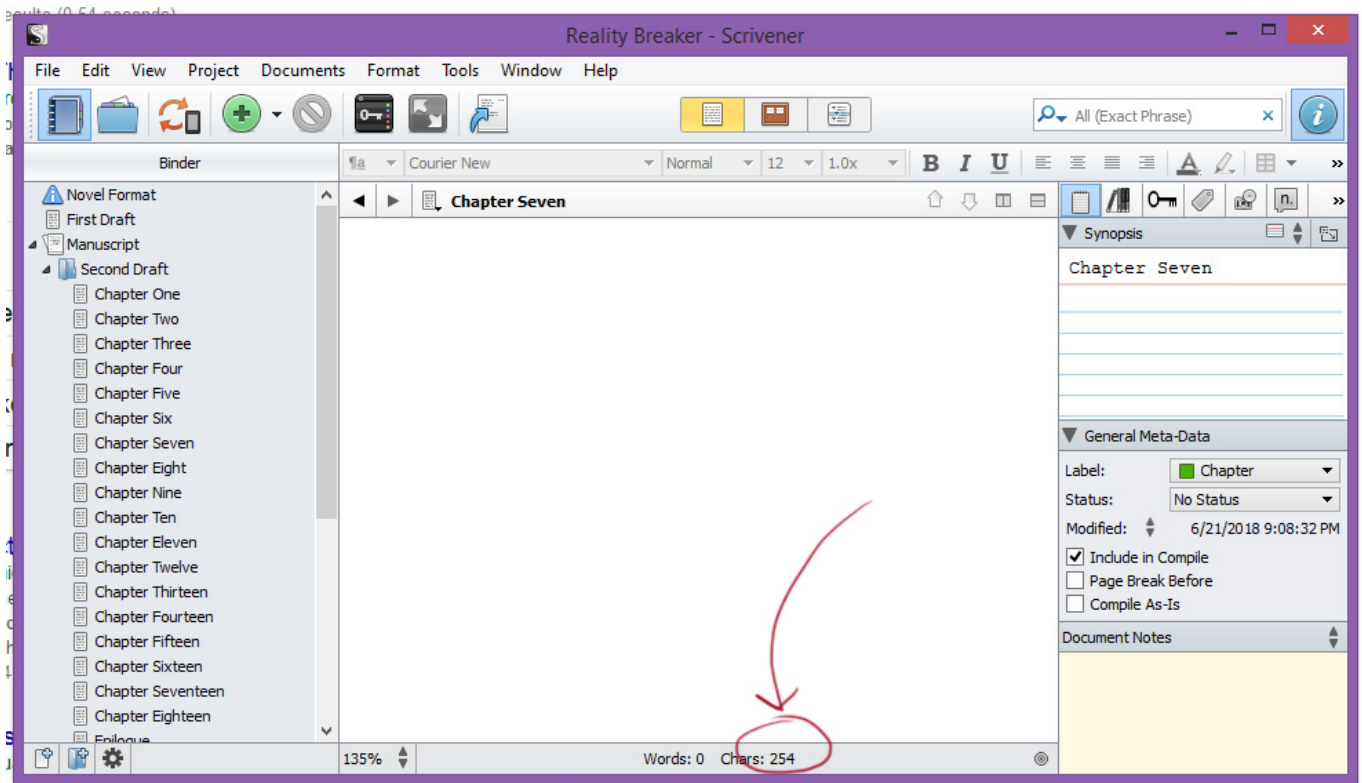 esults (0.54 seconds)
Reality Breaker - Scrivener
File Edit View Project Documents Format Tools Window Help
All (Exact Phrase)
Binder
Courier New Normal 12 1.0x B I U A
Novel Format
First Draft
Manuscript
Second Draft
Chapter One
Chapter Two
Chapter Three
Chapter Four
Chapter Five
Chapter Six
Chapter Seven
Chapter Eight
Chapter Nine
Chapter Ten
Chapter Eleven
Chapter Twelve
Chapter Thirteen
Chapter Fourteen
Chapter Fifteen
Chapter Sixteen
Chapter Seventeen
Chapter Eighteen
Epilogue
Chapter Seven
Synopsis
Chapter Seven
General Meta-Data
Label: Chapter
Status: No Status
Modified: 6/21/2018 9:08:32 PM
Include in Compile
Page Break Before
Compile As-Is
Document Notes
135% Words: 0 Chars: 254